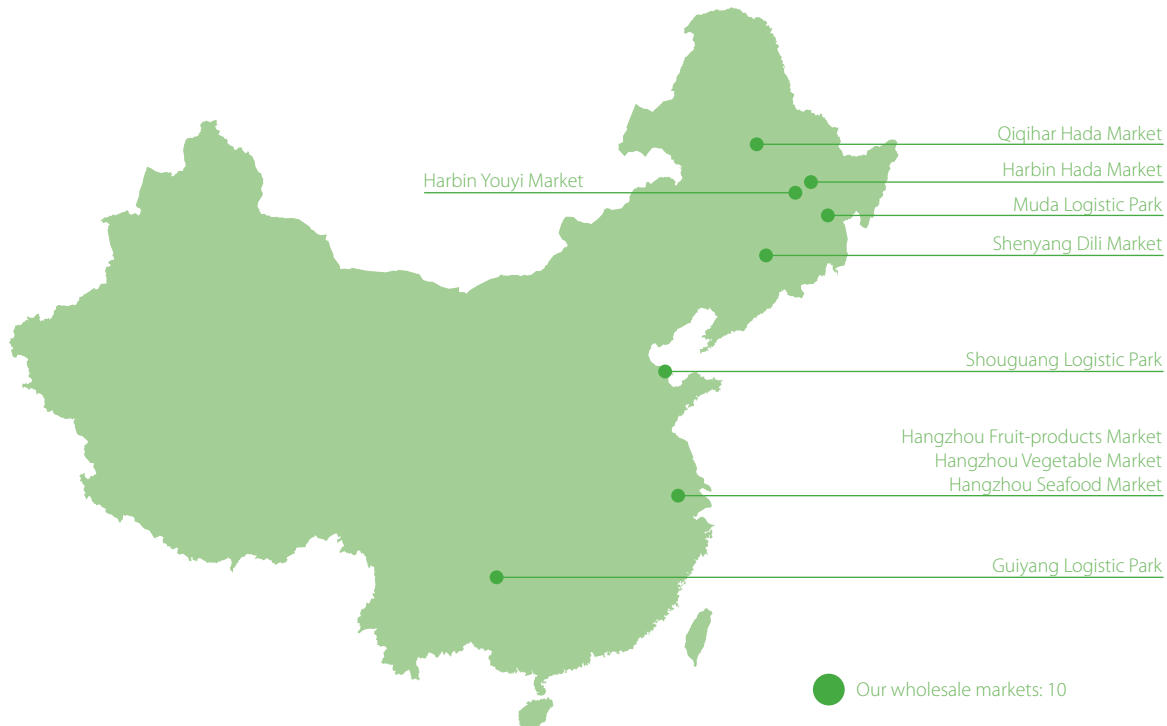 Qiqihar Hada Market
Harbin Hada Market
Harbin Youyi Market
Muda Logistic Park
Shenyang Dili Market
Shouguang Logistic Park
Hangzhou Fruit-products Market
Hangzhou Vegetable Market
Hangzhou Seafood Market
Guiyang Logistic Park
Our wholesale markets: 10